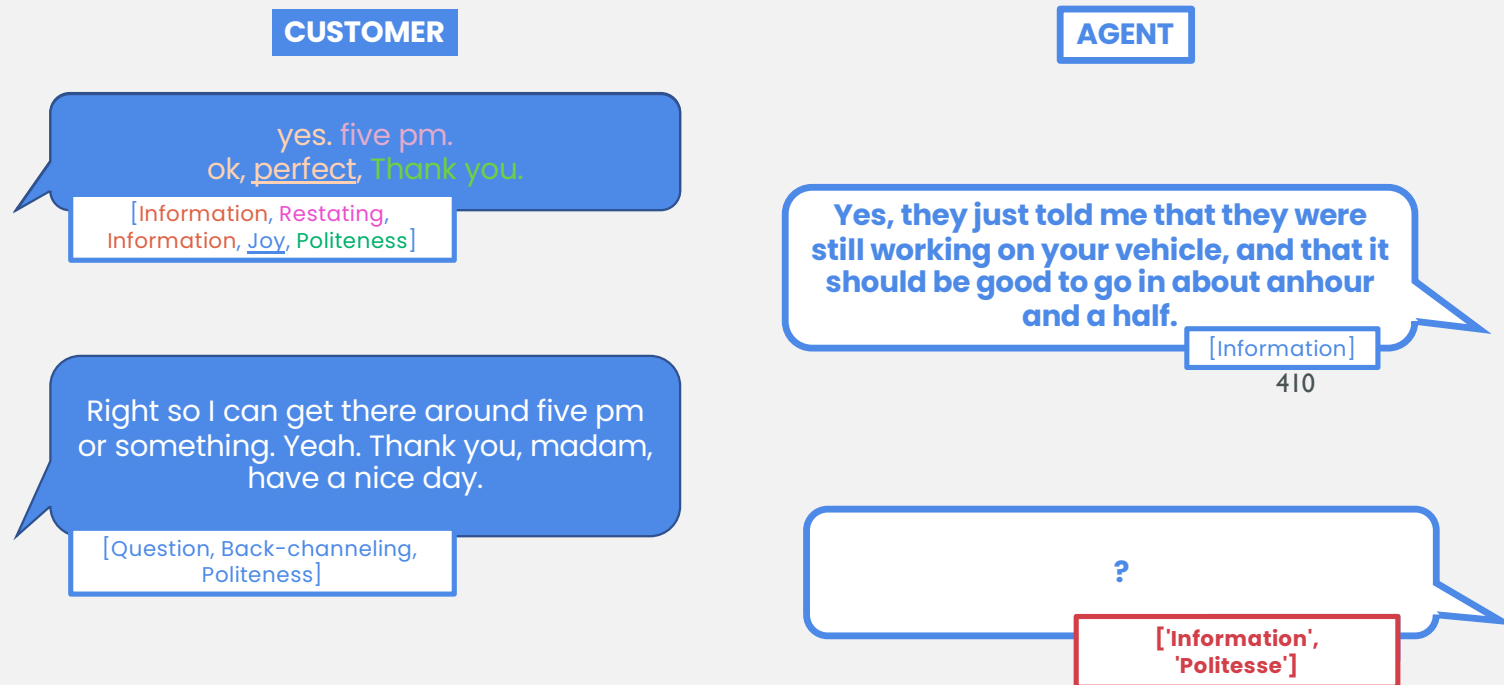 CUSTOMER
AGENT
yes. five pm.
ok, perfect, Thank you.
[Information, Restating,
Information, Joy, Politeness]
Yes, they just told me that they were
still working on your vehicle, and that it
should be good to go in about anhour
and a half.
[Information]
410
Right so I can get there around five pm
or something. Yeah. Thank you, madam,
have a nice day.
[Question, Back-channeling,
Politeness]
?
['Information',
'Politesse']